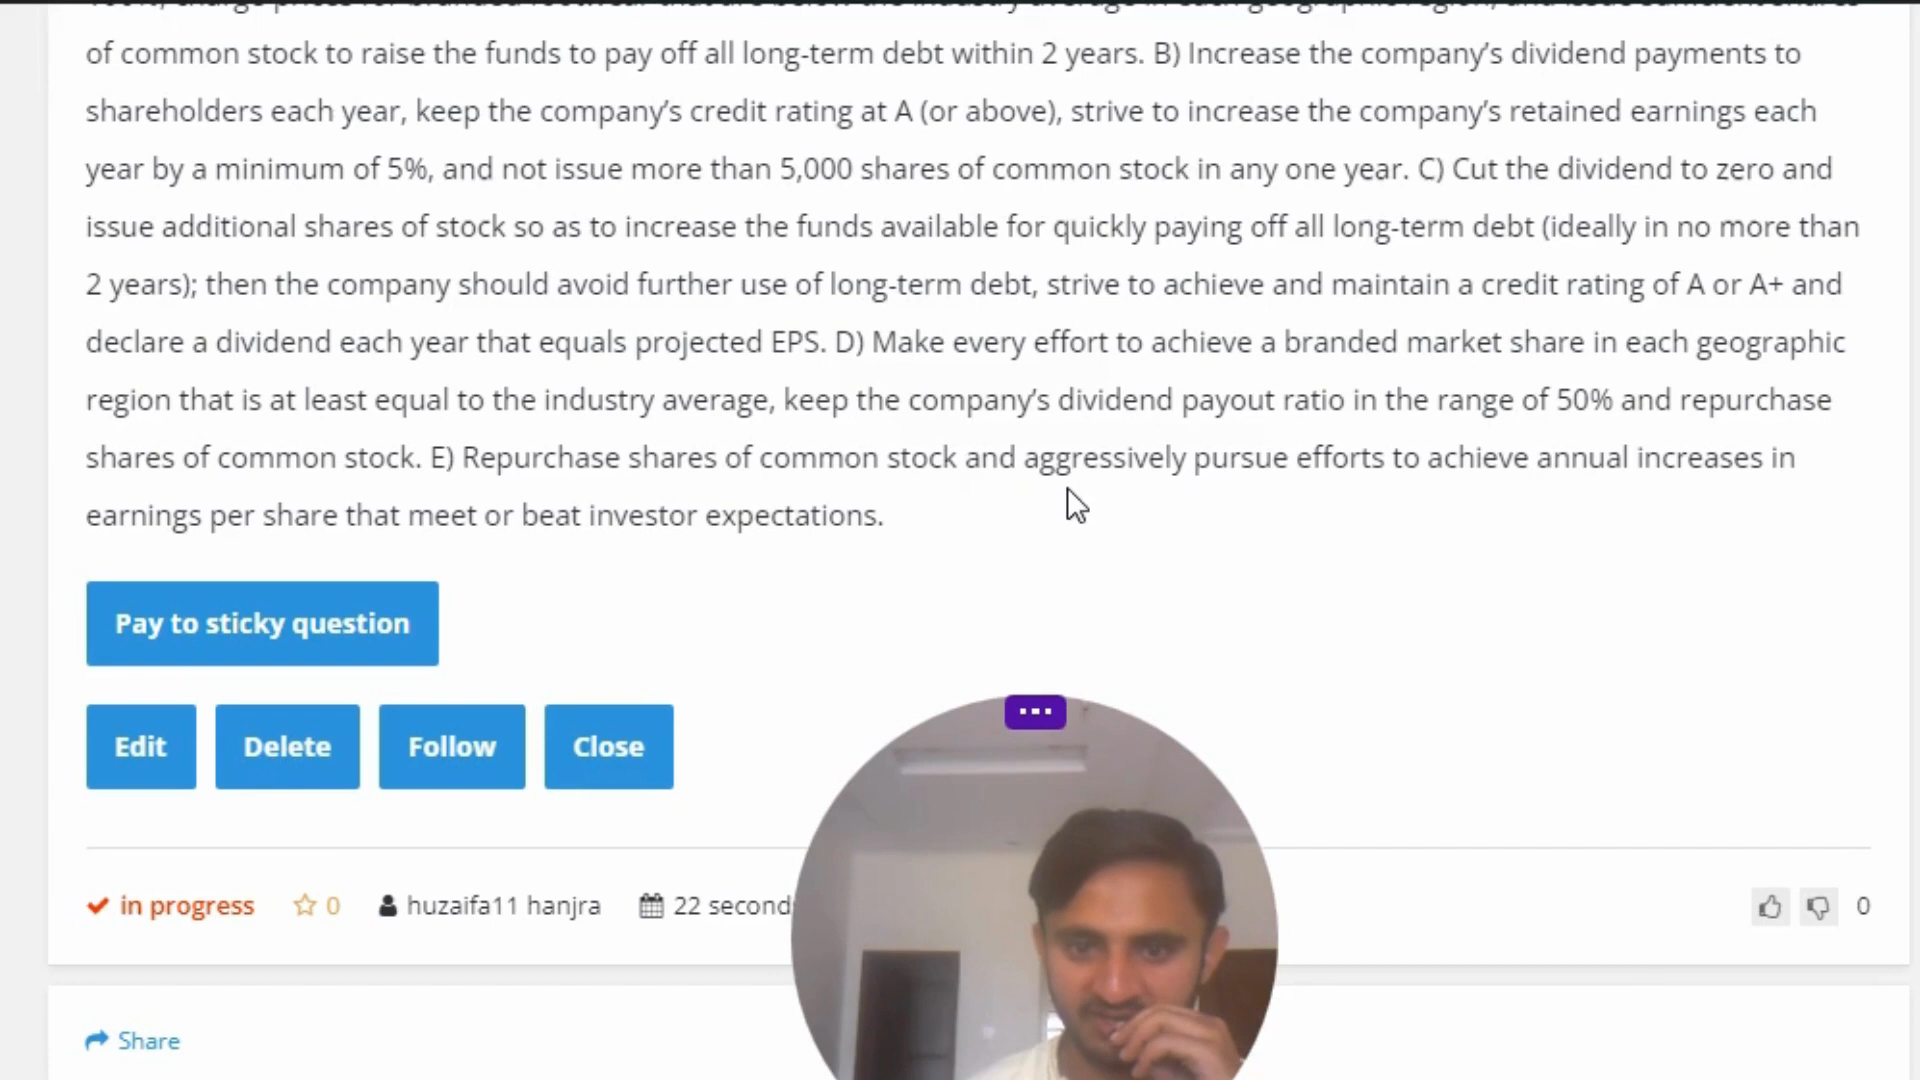 of common stock to raise the funds to pay off all long-term debt within 2 years. B) Increase the company’s dividend payments to
shareholders each year, keep the company’s credit rating at A (or above), strive to increase the company’s retained earnings each
year by a minimum of 5%, and not issue more than 5,000 shares of common stock in any one year. C) Cut the dividend to zero and
issue additional shares of stock so as to increase the funds available for quickly paying off all long-term debt (ideally in no more than
2 years); then the company should avoid further use of long-term debt, strive to achieve and maintain a credit rating of A or A+ and
declare a dividend each year that equals projected EPS. D) Make every effort to achieve a branded market share in each geographic
region that is at least equal to the industry average, keep the company’s dividend payout ratio in the range of 50% and repurchase
shares of common stock. E) Repurchase shares of common stock and aggressively pursue efforts to achieve annual increases in
earnings per share that meet or beat investor expectations.
Pay to sticky question
Edit Delete Follow Close
in progress 0 huzaifa11 hanjra 22 second 0
Share